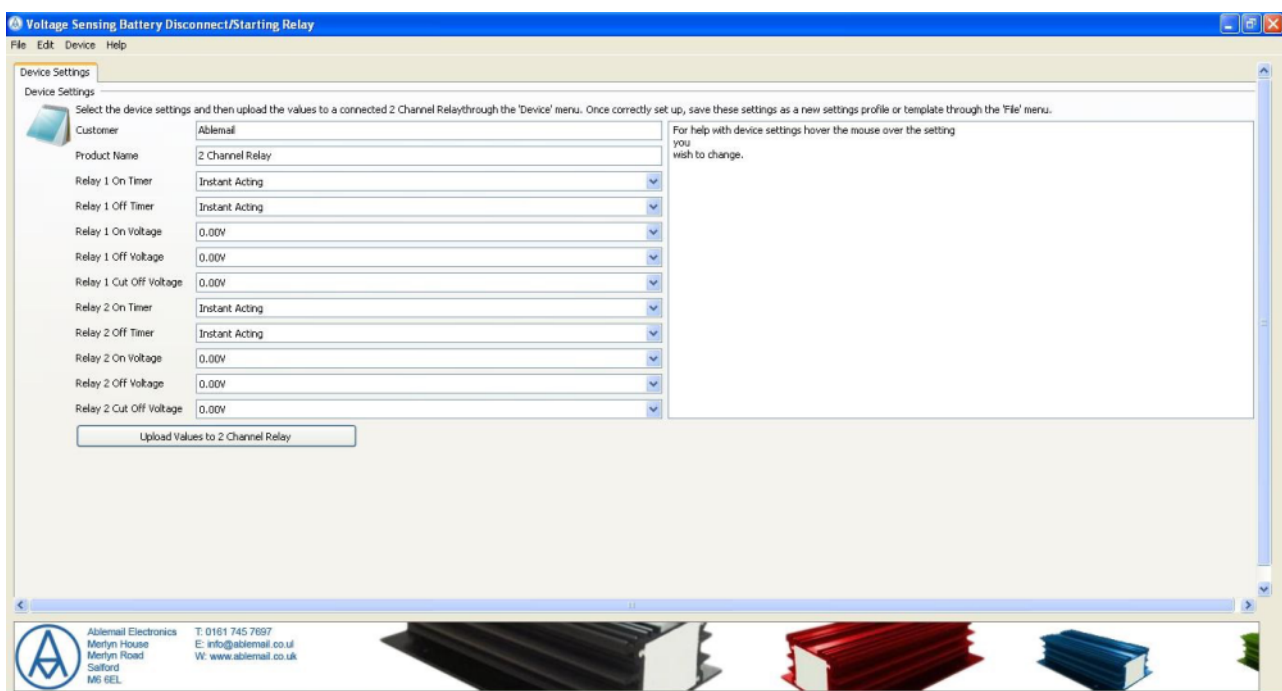 Voltage Sensing Battery Disconnect/Starting Relay
File Edit Device Help
Device Settings
Device Settings
Select the device settings and then upload the values to a connected 2 Channel Relaythrough the 'Device' menu. Once correctly set up, save these settings as a new settings profile or template through the 'File' menu.
Customer Ablemail
Product Name 2 Channel Relay
Relay 1 On Timer Instant Acting
Relay 1 Off Timer Instant Acting
Relay 1 On Voltage 0.00V
Relay 1 Off Voltage 0.00V
Relay 1 Cut Off Voltage 0.00V
Relay 2 On Timer Instant Acting
Relay 2 Off Timer Instant Acting
Relay 2 On Voltage 0.00V
Relay 2 Off Voltage 0.00V
Relay 2 Cut Off Voltage 0.00V
For help with device settings hover the mouse over the setting
you
wish to change.
Upload Values to 2 Channel Relay
Ablemail Electronics
Merlyn House
Merlyn Road
Salford
M6 6EL
T: 0161 745 7697
E: info@ablemail.co.ul
W: www.ablemail.co.uk